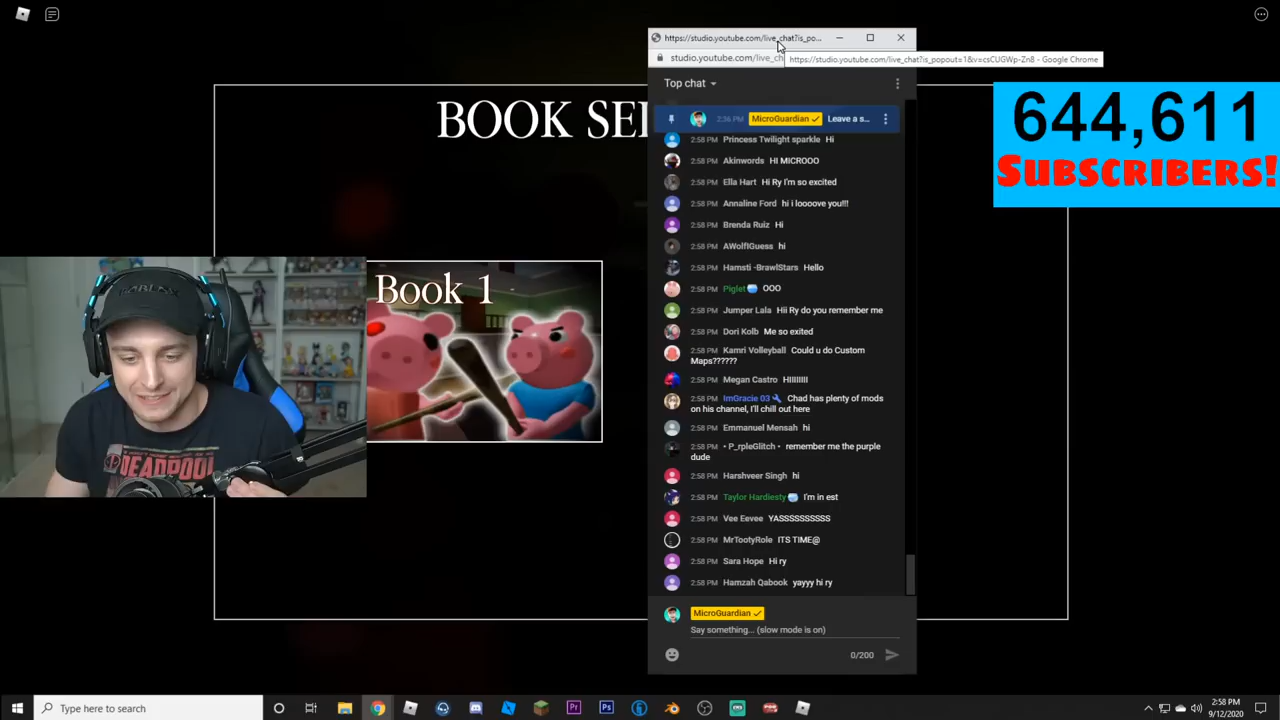 https://studio.youtube.com/live_chat?is_po...
studio.youtube.com/live_ch
https://studio.youtube.com/live_chat?is_popout=1&v=csCUGWp-Zn8 - Google Chrome
Top chat
2:36 PM MicroGuardian Leave a s...
2:58 PM Princess Twilight sparkle Hi
2:58 PM Akinwords HI MICROOO
2:58 PM Ella Hart Hi Ry I'm so excited
2:58 PM Annaline Ford hi i loooove you!!!
2:58 PM Brenda Ruiz Hi
2:58 PM AWolfIGuess hi
2:58 PM Hamsti -BrawlStars Hello
2:58 PM Piglet OOO
2:58 PM Jumper Lala Hii Ry do you remember me
2:58 PM Dori Kolb Me so exited
2:58 PM Kamri Volleyball Could u do Custom
Maps??????
2:58 PM Megan Castro HIIIIIIII
2:58 PM ImGracie 03 Chad has plenty of mods
on his channel, I'll chill out here
2:58 PM Emmanuel Mensah hi
2:58 PM • P_rpleGlitch • remember me the purple
dude
2:58 PM Harshveer Singh hi
2:58 PM Taylor Hardiesty I'm in est
2:58 PM Vee Eevee YASSSSSSSSSS
2:58 PM MrTootyRole ITS TIME@
2:58 PM Sara Hope Hi ry
2:58 PM Hamzah Qabook yayyy hi ry
MicroGuardian
Say something... (slow mode is on)
0/200
BOOK SE
Book 1
644,611
SUBSCRIBERS!
ROBLOX
DEADPOOL
Type here to search
2:58 PM
9/12/2020